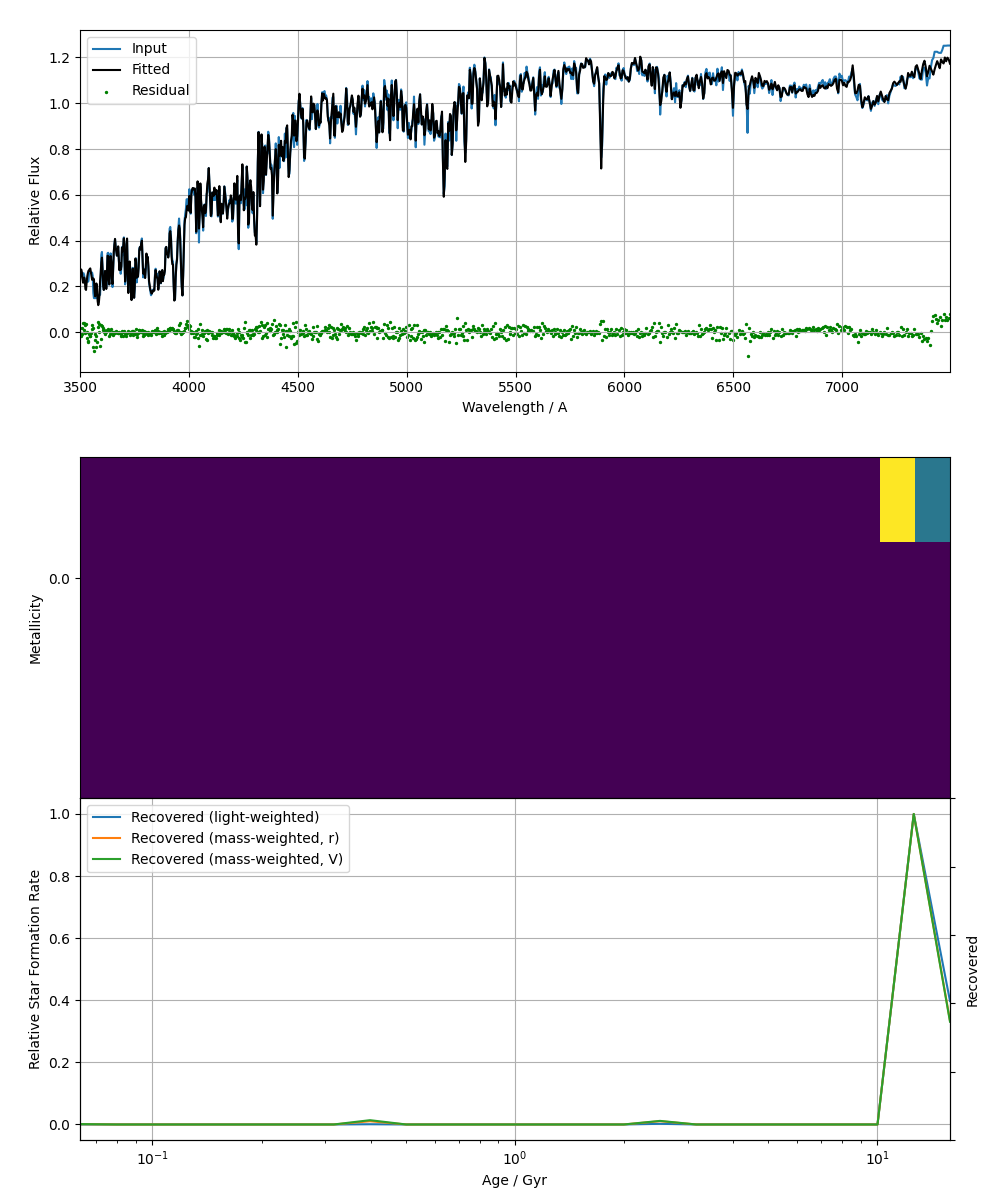 Input
Fitted
Residual
Relative Flux
1.2
1.0
0.8
0.6
0.4
0.2
0.0
3500 4000 4500 5000 5500 6000 6500 7000
Wavelength / A
0.0
Metallicity
Recovered (light-weighted)
Recovered (mass-weighted, r)
Recovered (mass-weighted, V)
Relative Star Formation Rate
1.0
0.8
0.6
0.4
0.2
0.0
Recovered
10⁻¹ 10⁰ 10¹
Age / Gyr